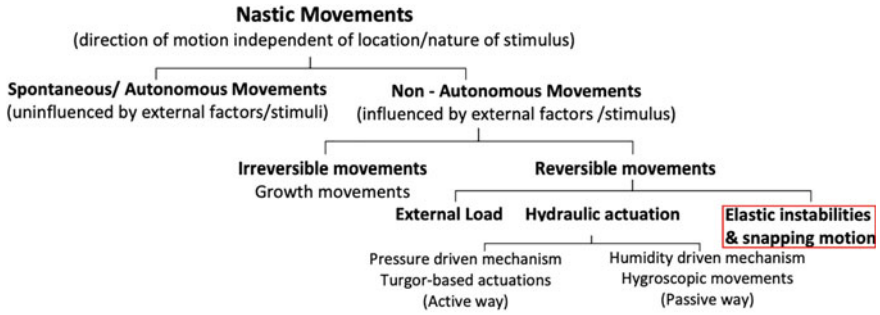 Nastic Movements
(direction of motion independent of location/nature of stimulus)
Spontaneous/ Autonomous Movements
(uninfluenced by external factors/stimuli)
Non - Autonomous Movements
(influenced by external factors /stimulus)
Irreversible movements
Growth movements
Reversible movements
External Load
Hydraulic actuation
Elastic instabilities
& snapping motion
Pressure driven mechanism
Turgor-based actuations
(Active way)
Humidity driven mechanism
Hygroscopic movements
(Passive way)